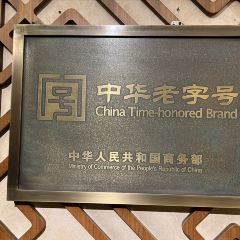 中华老字号
China Time-honored Brand
中华人民共和国商务部
Ministry of Commerce of the People's Republic of China